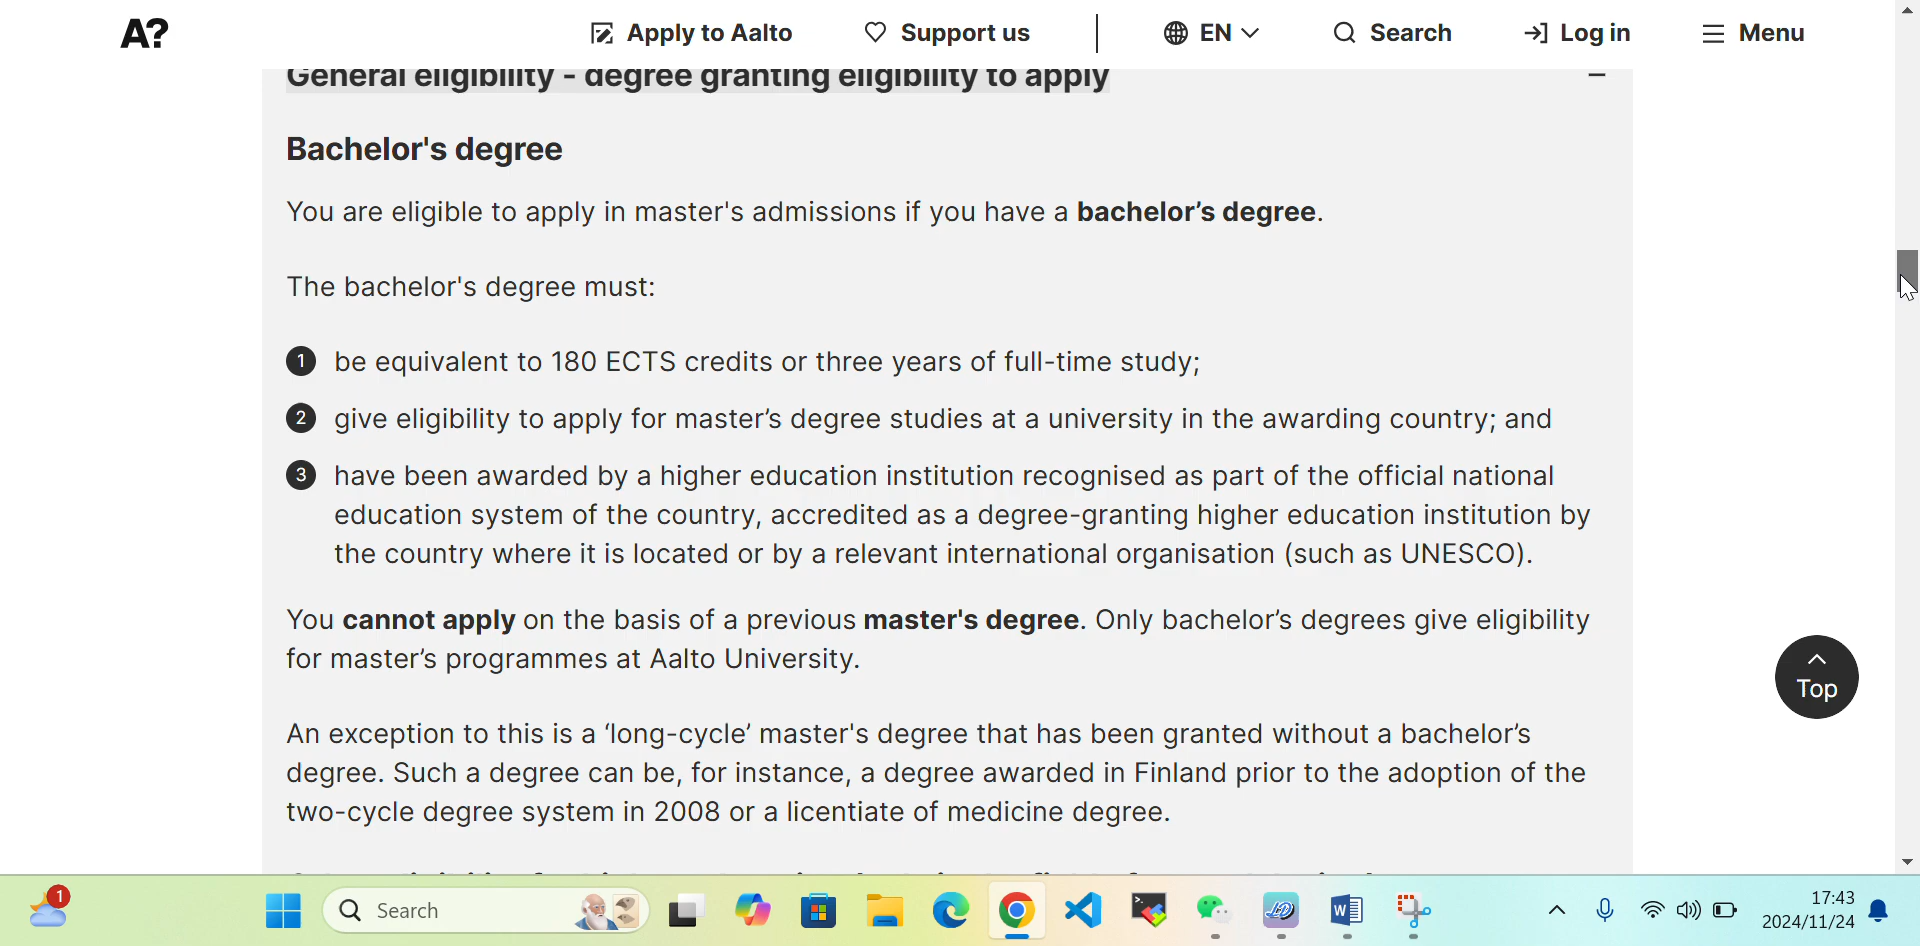 A?
Apply to Aalto
Support us
EN
Search
Log in
Menu
General eligibility - degree granting eligibility to apply
Bachelor's degree
You are eligible to apply in master's admissions if you have a bachelor’s degree.
The bachelor's degree must:
1 be equivalent to 180 ECTS credits or three years of full-time study;
2 give eligibility to apply for master’s degree studies at a university in the awarding country; and
3 have been awarded by a higher education institution recognised as part of the official national
education system of the country, accredited as a degree-granting higher education institution by
the country where it is located or by a relevant international organisation (such as UNESCO).
You cannot apply on the basis of a previous master's degree. Only bachelor’s degrees give eligibility
for master’s programmes at Aalto University.
An exception to this is a ‘long-cycle’ master's degree that has been granted without a bachelor’s
degree. Such a degree can be, for instance, a degree awarded in Finland prior to the adoption of the
two-cycle degree system in 2008 or a licentiate of medicine degree.
Top
1
Search
17:43
2024/11/24